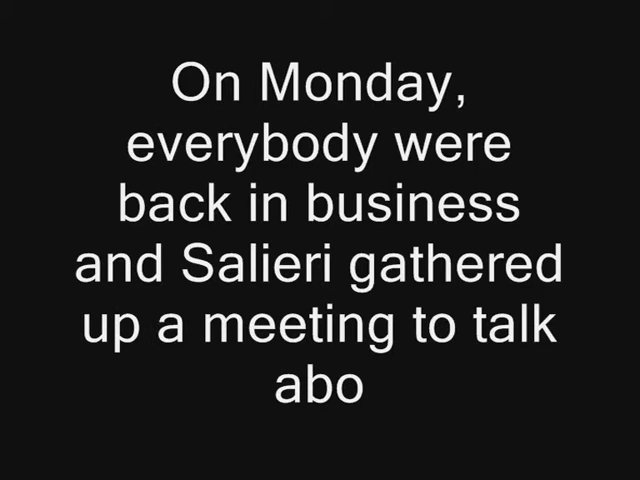 On Monday,
everybody were
back in business
and Salieri gathered
up a meeting to talk
abo